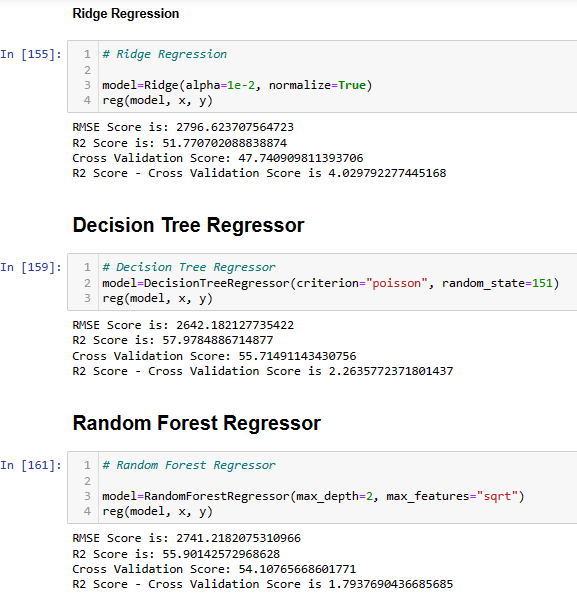 Ridge Regression
In [155]:
1 # Ridge Regression
2
3 model=Ridge(alpha=1e-2, normalize=True)
4 reg(model, x, y)
RMSE Score is: 2796.623707564723
R2 Score is: 51.770702088838874
Cross Validation Score: 47.740909811393706
R2 Score - Cross Validation Score is 4.029792277445168
Decision Tree Regressor
In [159]:
1 # Decision Tree Regressor
2 model=DecisionTreeRegressor(criterion="poisson", random_state=151)
3 reg(model, x, y)
RMSE Score is: 2642.182127735422
R2 Score is: 57.9784886714877
Cross Validation Score: 55.71491143430756
R2 Score - Cross Validation Score is 2.2635772371801437
Random Forest Regressor
In [161]:
1 # Random Forest Regressor
2
3 model=RandomForestRegressor(max_depth=2, max_features="sqrt")
4 reg(model, x, y)
RMSE Score is: 2741.2182075310966
R2 Score is: 55.90142572968628
Cross Validation Score: 54.10765668601771
R2 Score - Cross Validation Score is 1.7937690436685685